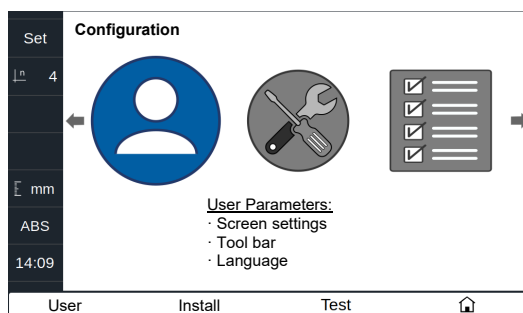 Set
Configuration
n 4
mm
ABS
14:09
User Parameters:
· Screen settings
· Tool bar
· Language
User Install Test